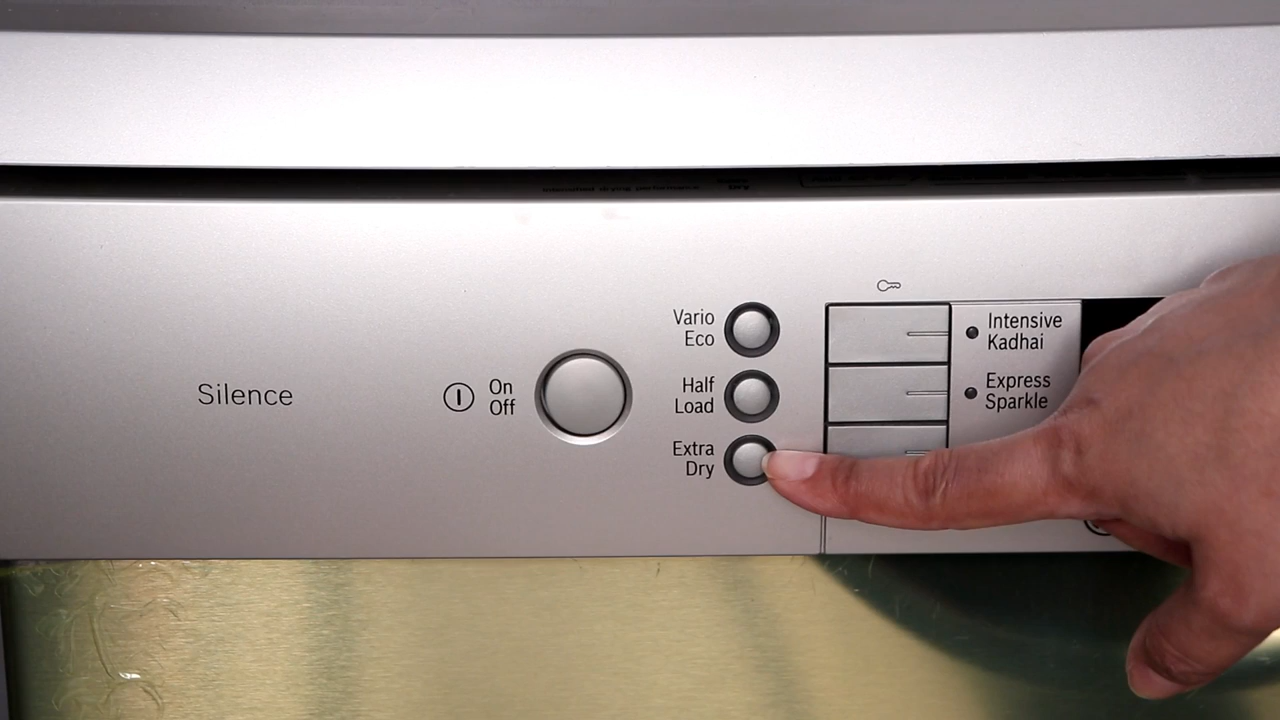 Silence
On
Off
Vario
Eco
Half
Load
Extra
Dry
Intensive
Kadhai
Express
Sparkle